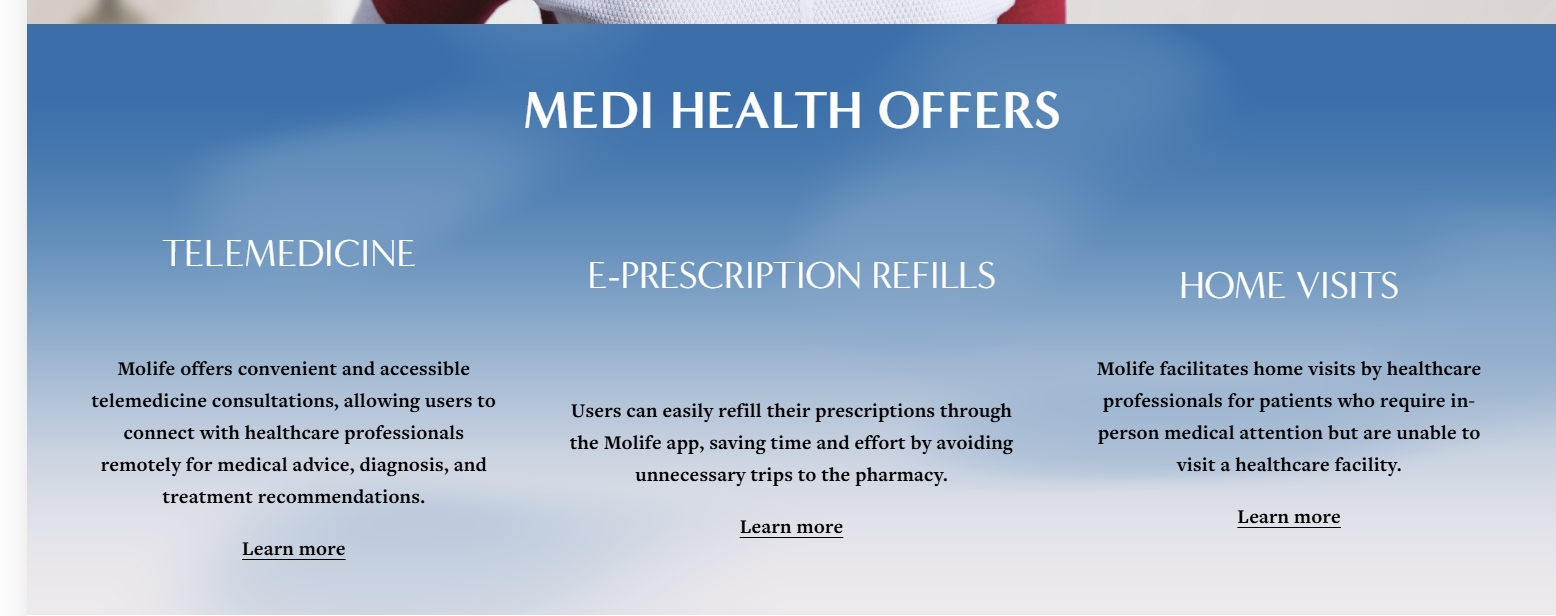 MEDI HEALTH OFFERS
TELEMEDICINE
Molife offers convenient and accessible
telemedicine consultations, allowing users to
connect with healthcare professionals
remotely for medical advice, diagnosis, and
treatment recommendations.
Learn more
E-PRESCRIPTION REFILLS
Users can easily refill their prescriptions through
the Molife app, saving time and effort by avoiding
unnecessary trips to the pharmacy.
Learn more
HOME VISITS
Molife facilitates home visits by healthcare
professionals for patients who require in-
person medical attention but are unable to
visit a healthcare facility.
Learn more